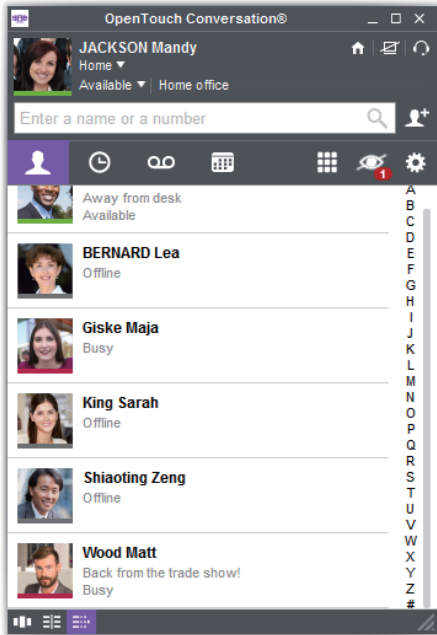 OpenTouch Conversation®
JACKSON Mandy
Home
Available | Home office
Enter a name or a number
1
Away from desk
Available
BERNARD Lea
Offline
Giske Maja
Busy
King Sarah
Offline
Shiaoting Zeng
Offline
Wood Matt
Back from the trade show!
Busy
A
B
C
D
E
F
G
H
I
J
K
L
M
N
O
P
Q
R
S
T
U
V
W
X
Y
Z
#